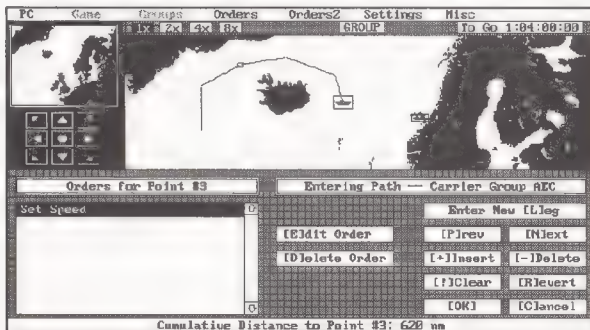 PC Game Groups Orders Orders2 Settings Misc
1x 2x 4x 8x GROUP To Go 1:04:00:00
Orders for Point #3
Entering Path — Carrier Group AEC
Set Speed
Enter New [L]eg
[E]dit Order
[P]rev
[N]ext
[D]elete Order
[+]Insert
[-]Delete
[!]Clear
[R]evert
[OK]
[C]ancel
Cumulative Distance to Point #3: 620 nm